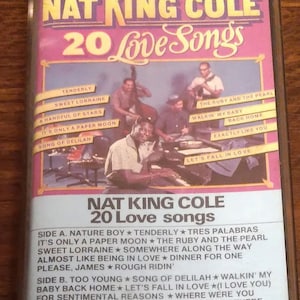 NAT KING COLE
20 Love Songs
TENDERLY
SWEET LORRAINE
A HANDFUL OF STARS
IT'S ONLY A PAPER MOON
SONG OF DELILAH
THE RUBY AND THE PEARL
WALKIN' MY BABY
BACK HOME
EXACTLY LIKE YOU
LET'S FALL IN LOVE
NAT KING COLE
20 Love songs
SIDE A. NATURE BOY ★ TENDERLY ★ TRES PALABRAS
IT'S ONLY A PAPER MOON ★ THE RUBY AND THE PEARL
SWEET LORRAINE ★ SOMEWHERE ALONG THE WAY
ALMOST LIKE BEING IN LOVE ★ DINNER FOR ONE
PLEASE, JAMES ★ ROUGH RIDIN'
SIDE B. TOO YOUNG ★ SONG OF DELILAH ★ WALKIN' MY
BABY BACK HOME ★ LET'S FALL IN LOVE ★ (I LOVE YOU)
FOR SENTIMENTAL REASONS ★ WHERE WERE YOU